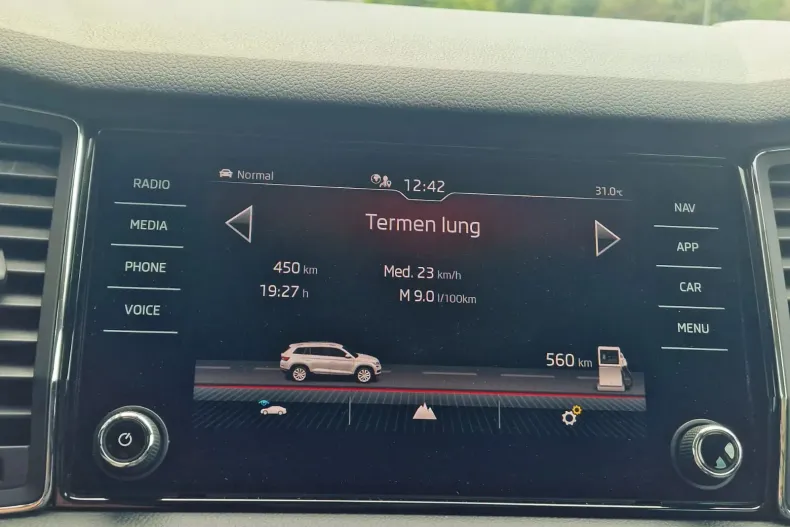 Normal
12:42
31.0°C
RADIO
MEDIA
PHONE
VOICE
Termen lung
450 km
Med. 23 km/h
19:27 h
M 9.0 l/100km
560 km
NAV
APP
CAR
MENU